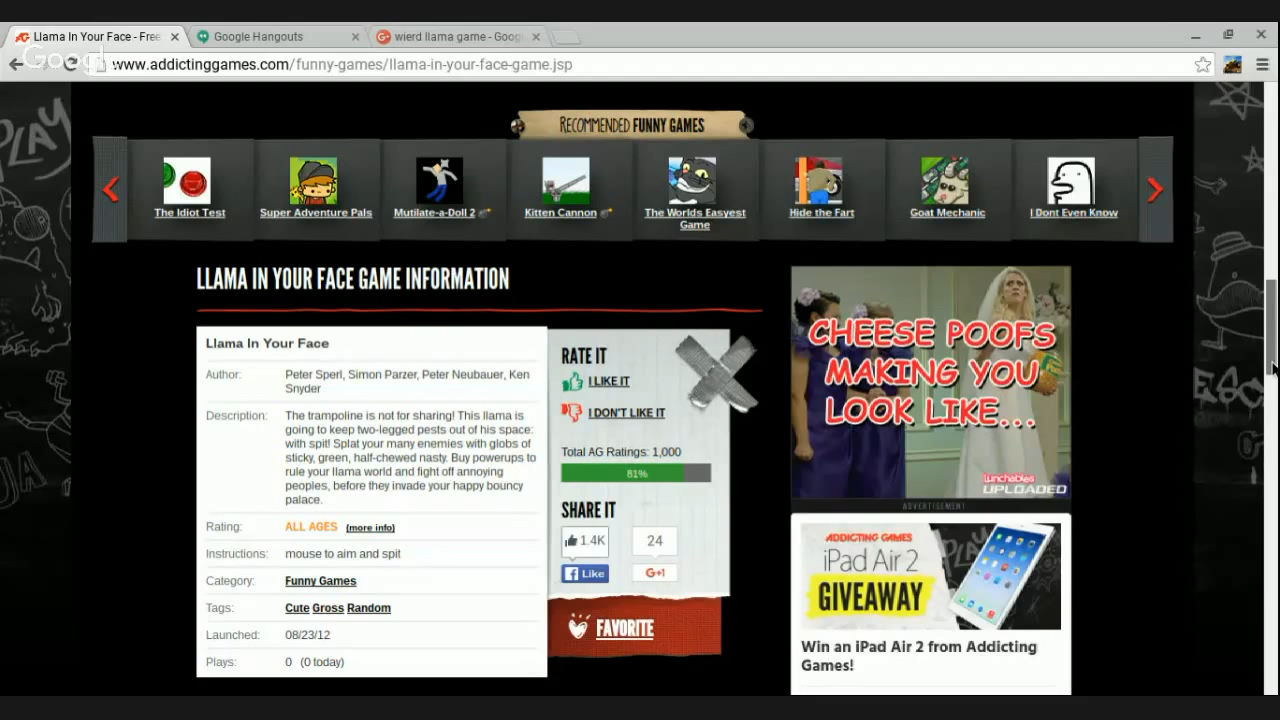 Llama In Your Face - Free
Google Hangouts
wierd llama game - Goog
www.addictinggames.com/funny-games/llama-in-your-face-game.jsp
RECOMMENDED FUNNY GAMES
The Idiot Test
Super Adventure Pals
Mutilate-a-Doll 2
Kitten Cannon
The Worlds Easyest
Game
Hide the Fart
Goat Mechanic
I Dont Even Know
LLAMA IN YOUR FACE GAME INFORMATION
Llama In Your Face
Author: Peter Sperl, Simon Parzer, Peter Neubauer, Ken
Snyder
Description: The trampoline is not for sharing! This llama is
going to keep two-legged pests out of his space:
with spit! Splat your many enemies with globs of
sticky, green, half-chewed nasty. Buy powerups to
rule your llama world and fight off annoying
peoples, before they invade your happy bouncy
palace.
Rating: ALL AGES (more info)
Instructions: mouse to aim and spit
Category: Funny Games
Tags: Cute Gross Random
Launched: 08/23/12
Plays: 0 (0 today)
RATE IT
I LIKE IT
I DON'T LIKE IT
Total AG Ratings: 1,000
81%
SHARE IT
1.4K
24
Like
G+1
FAVORITE
CHEESE POOFS
MAKING YOU
LOOK LIKE...
Lunchables
UPLOADED
ADVERTISEMENT
ADDICTING GAMES
iPad Air 2
GIVEAWAY
Win an iPad Air 2 from Addicting
Games!